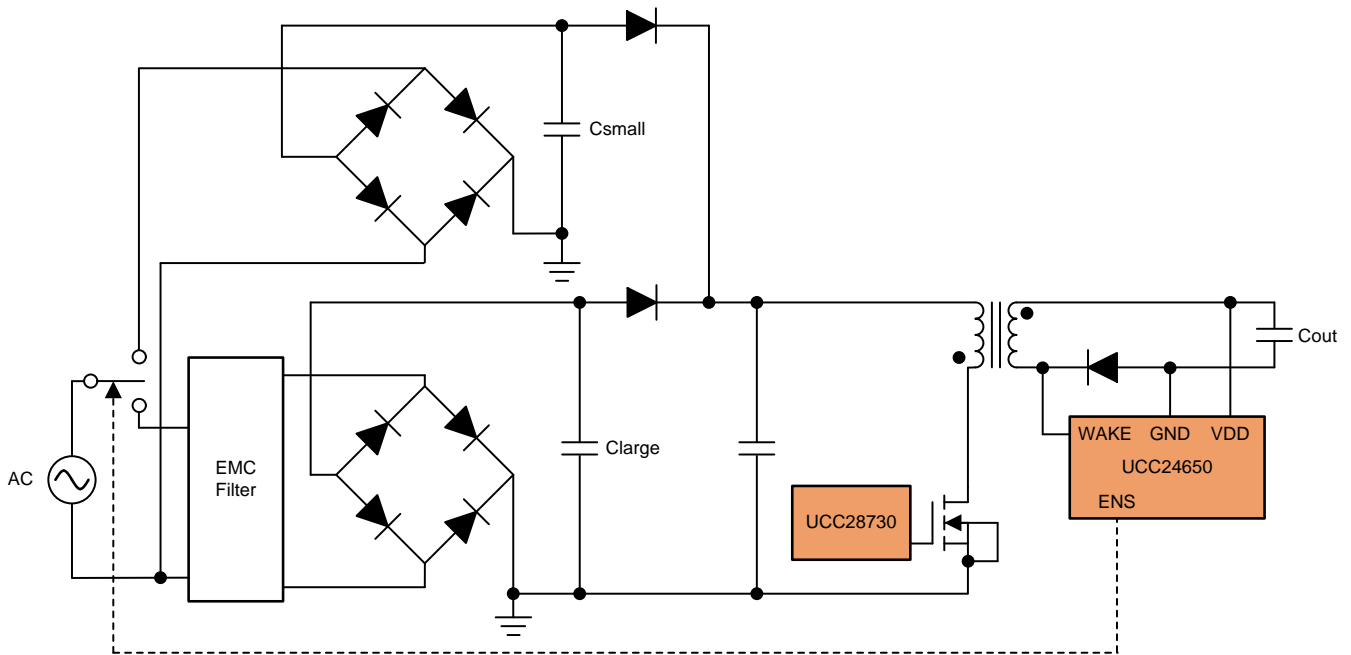 Csmall
AC
EMC
Filter
Clarge
UCC28730
Cout
WAKE GND VDD
UCC24650
ENS